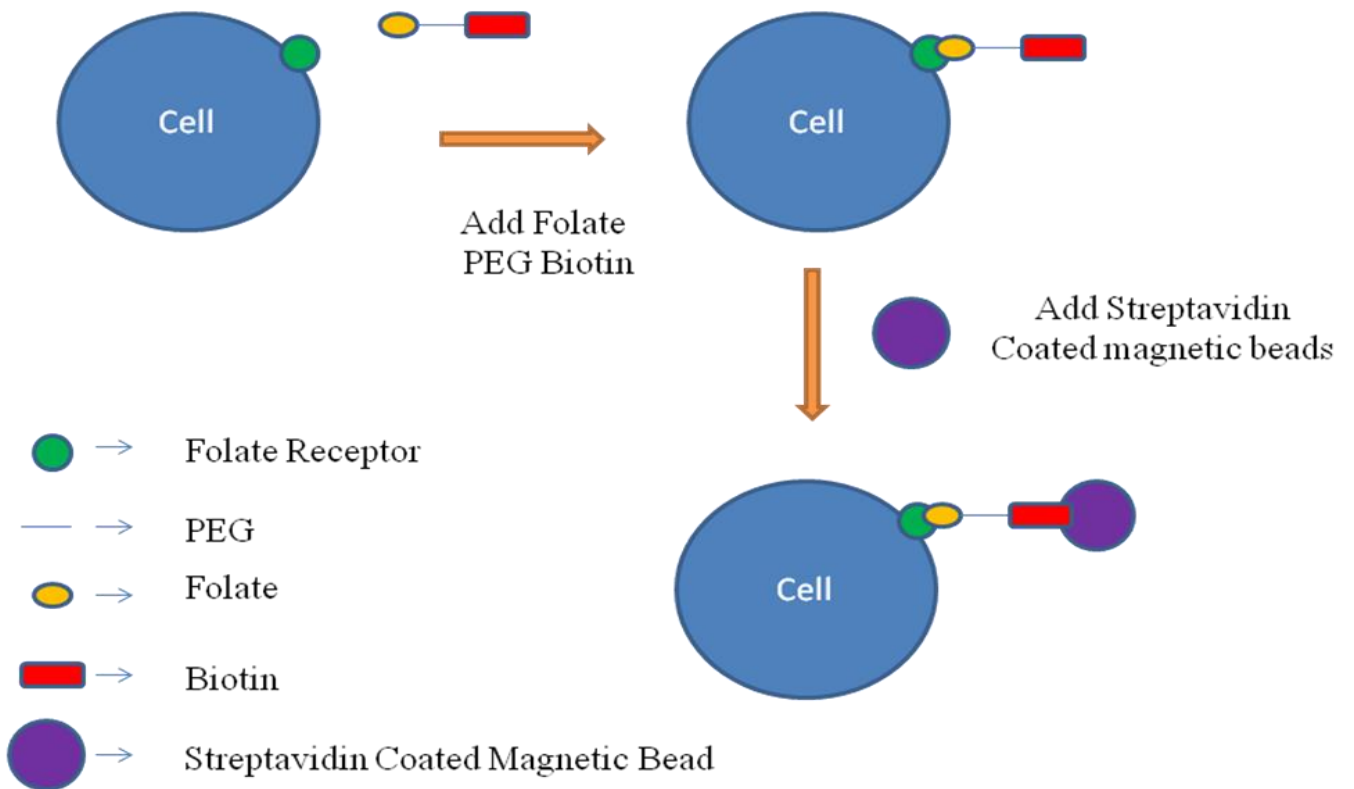 Cell
Cell
Add Folate
PEG Biotin
Add Streptavidin
Coated magnetic beads
Folate Receptor
PEG
Folate
Cell
Biotin
Streptavidin Coated Magnetic Bead